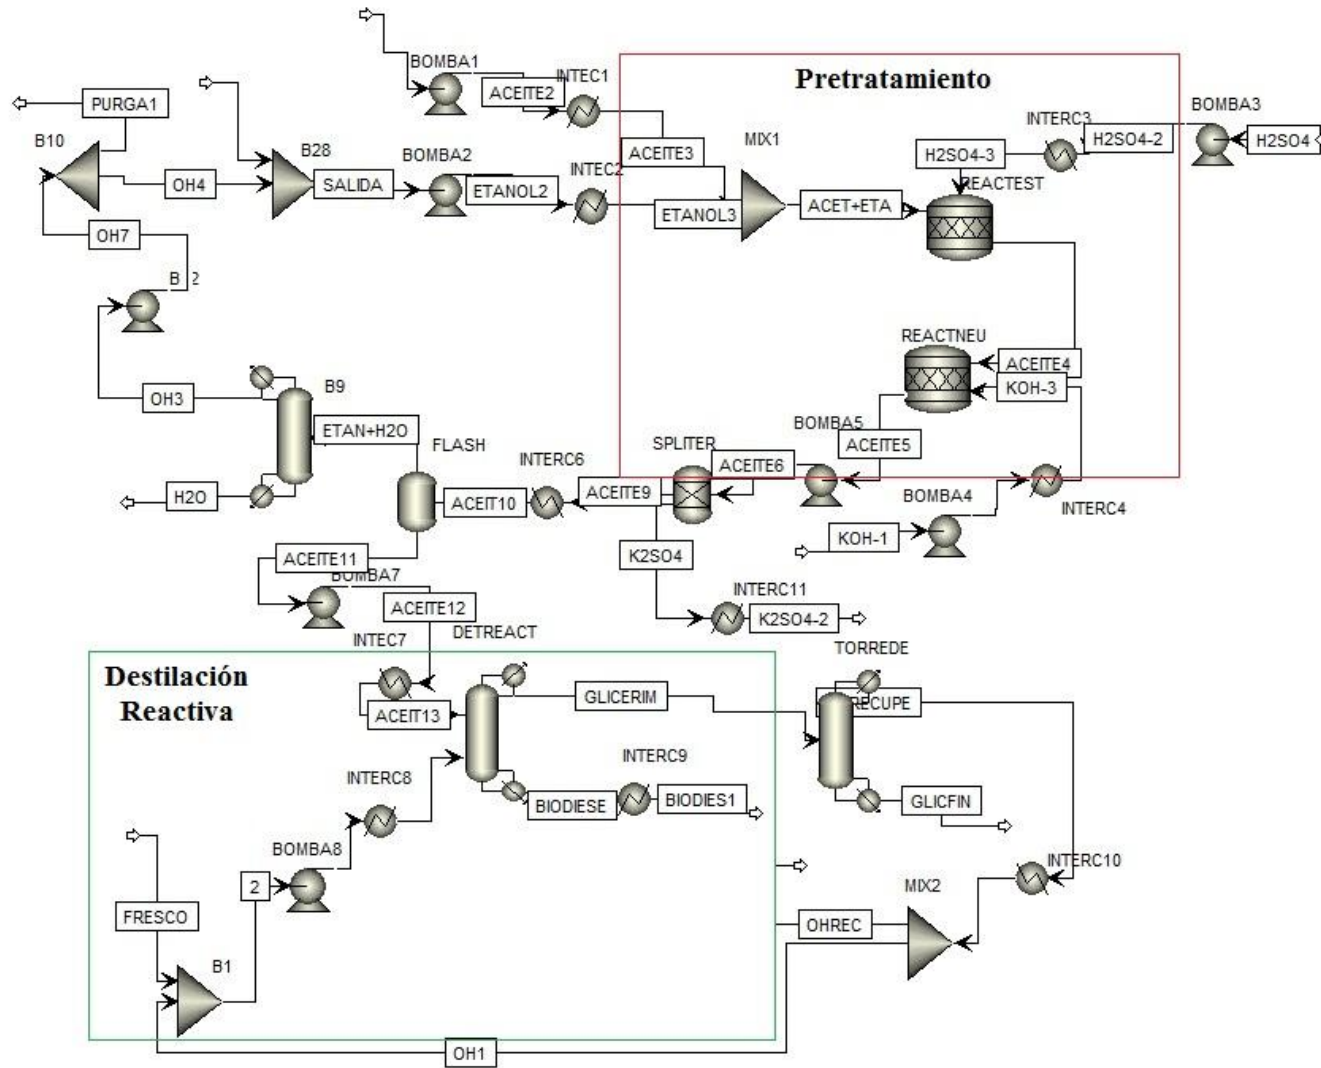 BOMBA1
ACEITE2
INTEC1
Pretratamiento
PURGA1
B10
B28
OH4
SALIDA
BOMBA2
ETANOL2
INTEC2
ACEITE3
ETANOL3
MIX1
ACET+ETA
H2SO4-3
INTERC3
H2SO4-2
BOMBA3
H2SO4
REACTEST
OH7
REACTNEU
ACEITE4
KOH-3
OH3
B9
ETAN+H2O
H2O
FLASH
ACEIT10
INTERC6
ACEITE9
SPLITER
ACEITE6
BOMBA5
ACEITE5
BOMBA4
KOH-1
INTERC4
K2SO4
INTERC11
K2SO4-2
ACEITE11
BOMBA7
ACEITE12
INTEC7
DETREACT
TORREDE
Destilación
Reactiva
ACEIT13
GLICERIM
RECUPE
INTERC8
INTERC9
BIODIESE
BIODIES1
GLICFIN
INTERC10
BOMBA8
2
FRESCO
B1
MIX2
OHREC
OH1